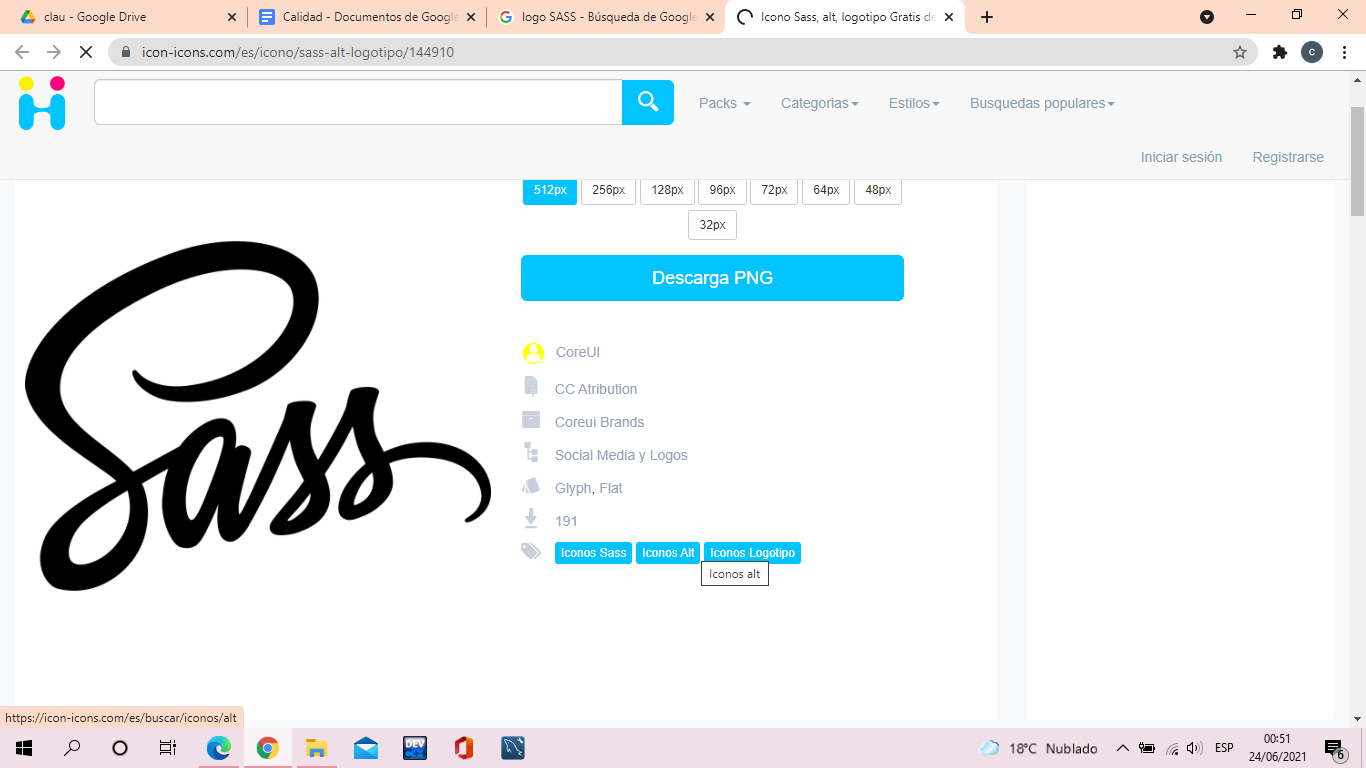 clau - Google Drive
Calidad - Documentos de Google
logo SASS - Búsqueda de Google
Icono Sass, alt, logotipo Gratis de
icon-icons.com/es/icono/sass-alt-logotipo/144910
c
Packs
Categorias
Estilos
Busquedas populares
Iniciar sesión
Registrarse
512px
256px
128px
96px
72px
64px
48px
32px
Descarga PNG
Sass
CoreUI
CC Atribution
Coreui Brands
Social Media y Logos
Glyph, Flat
191
Iconos Sass
Iconos Alt
Iconos Logotipo
Iconos alt
https://icon-icons.com/es/buscar/iconos/alt
DEV
18°C Nublado
ESP
00:51
24/06/2021
6